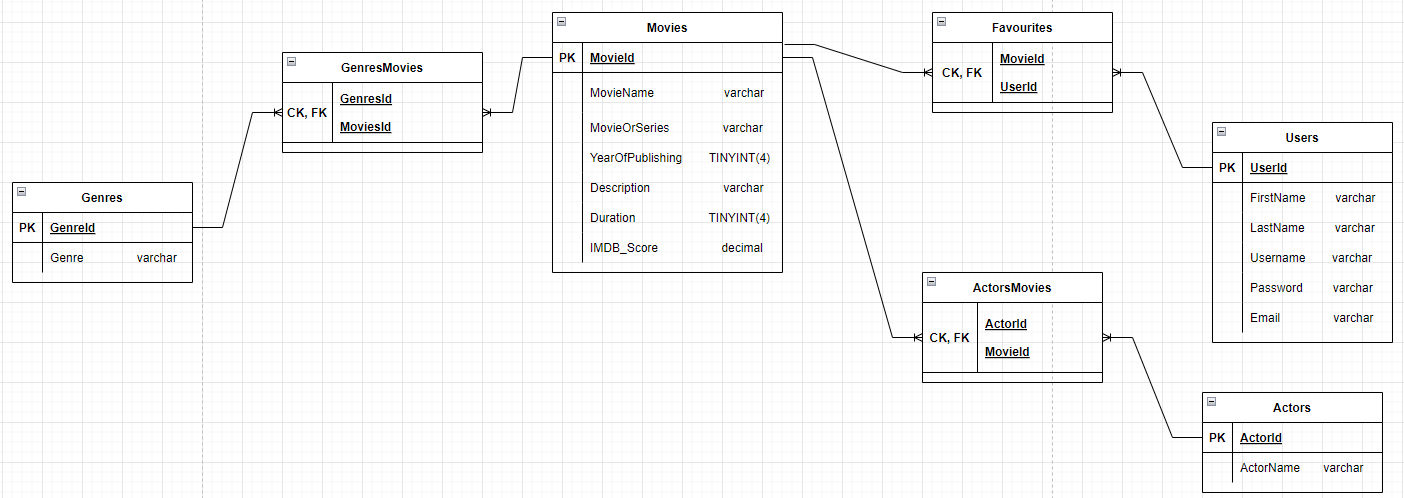 Movies
PK MovieId
MovieName varchar
MovieOrSeries varchar
YearOfPublishing TINYINT(4)
Description varchar
Duration TINYINT(4)
IMDB_Score decimal
Favourites
CK, FK
MovieId
UserId
GenresMovies
CK, FK
GenresId
MoviesId
Users
PK UserId
FirstName varchar
LastName varchar
Username varchar
Password varchar
Email varchar
Genres
PK GenreId
Genre varchar
ActorsMovies
CK, FK
ActorId
MovieId
Actors
PK ActorId
ActorName varchar